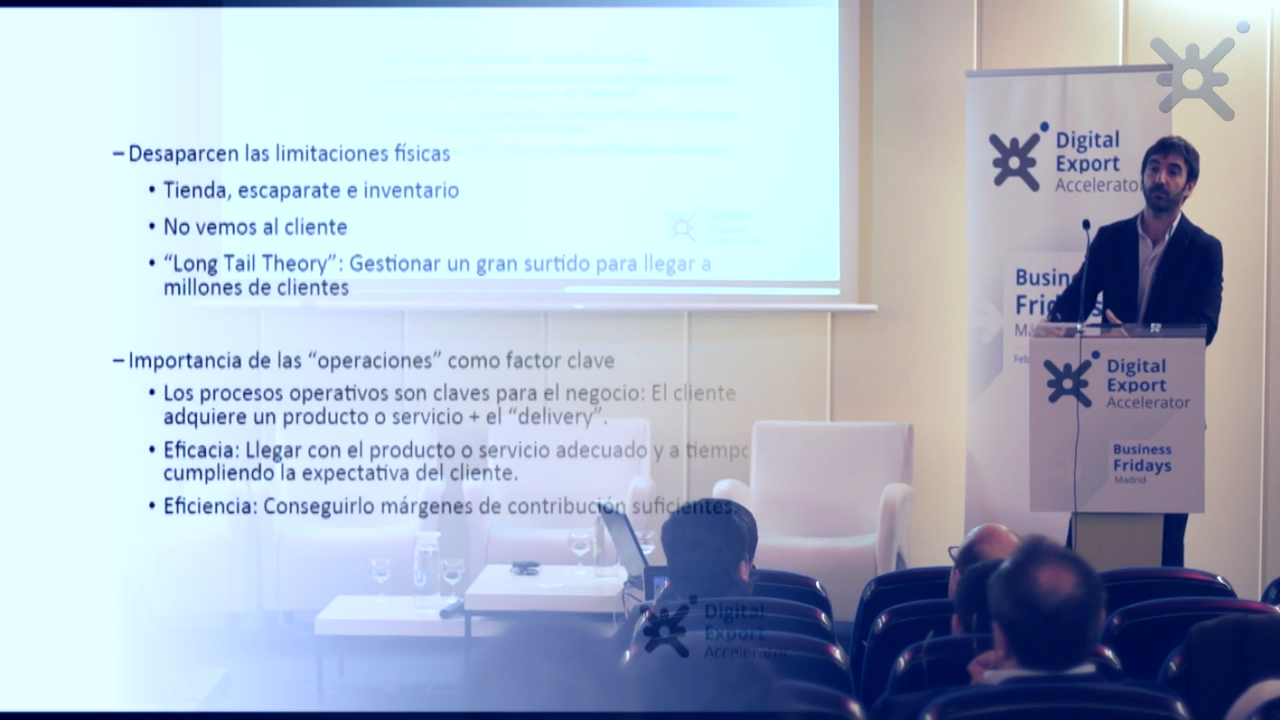 – Desaparcen las limitaciones físicas
• Tienda, escaparate e inventario
• No vemos al cliente
• “Long Tail Theory”: Gestionar un gran surtido para llegar a
millones de clientes
– Importancia de las “operaciones” como factor clave
• Los procesos operativos son claves para el negocio: El cliente
adquiere un producto o servicio + el “delivery”.
• Eficacia: Llegar con el producto o servicio adecuado y a tiempo
cumpliendo la expectativa del cliente.
• Eficiencia: Conseguirlo márgenes de contribución suficientes.
Digital
Export
Accelerator
Business
Fridays
Digital
Export
Accelerator
Business
Fridays
Madrid
Digital
Export
Accelerator